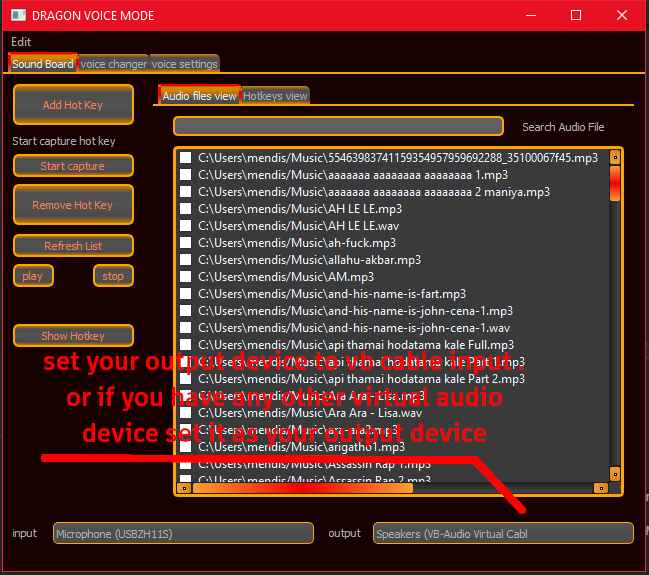 DRAGON VOICE MODE
Edit
Sound Board voice changer voice settings
Add Hot Key
Start capture hot key
Start capture
Remove Hot Key
Refresh List
play stop
Show Hotkey
Audio files view Hotkeys view
Search Audio File
C:\Users\mendis/Music\55463983741159354957959692288_35100067f45.mp3
C:\Users\mendis/Music\aaaaaaa aaaaaaaa aaaaaaaa 1.mp3
C:\Users\mendis/Music\aaaaaaa aaaaaaaa aaaaaaaa 2 maniya.mp3
C:\Users\mendis/Music\AH LE LE.mp3
C:\Users\mendis/Music\AH LE LE.wav
C:\Users\mendis/Music\ah-fuck.mp3
C:\Users\mendis/Music\allahu-akbar.mp3
C:\Users\mendis/Music\AM.mp3
C:\Users\mendis/Music\and-his-name-is-fart.mp3
C:\Users\mendis/Music\and-his-name-is-john-cena-1.mp3
C:\Users\mendis/Music\and-his-name-is-john-cena-1.wav
C:\Users\mendis/Music\api thamai hodatama kale Full.mp3
C:\Users\mendis/Music\api thamai hodatama kale Part 1.mp3
C:\Users\mendis/Music\api thamai hodatama kale Part 2.mp3
C:\Users\mendis/Music\Ara Ara - Lisa.mp3
C:\Users\mendis/Music\Ara Ara - Lisa.wav
C:\Users\mendis/Music\ara-ara2.mp3
C:\Users\mendis/Music\arigatho1.mp3
C:\Users\mendis/Music\Assassin Rap 1.mp3
C:\Users\mendis/Music\Assassin Rap 2.mp3
set your output device to vb cable input .
or if you have any other virtual audio
device set it as your output device
input Microphone (USBZH11S) output Speakers (VB-Audio Virtual Cabl